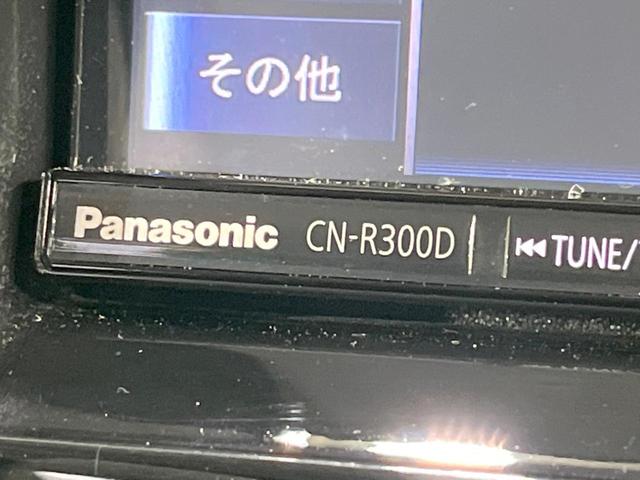 その他
Panasonic CN-R300D ⏮ TUNE/